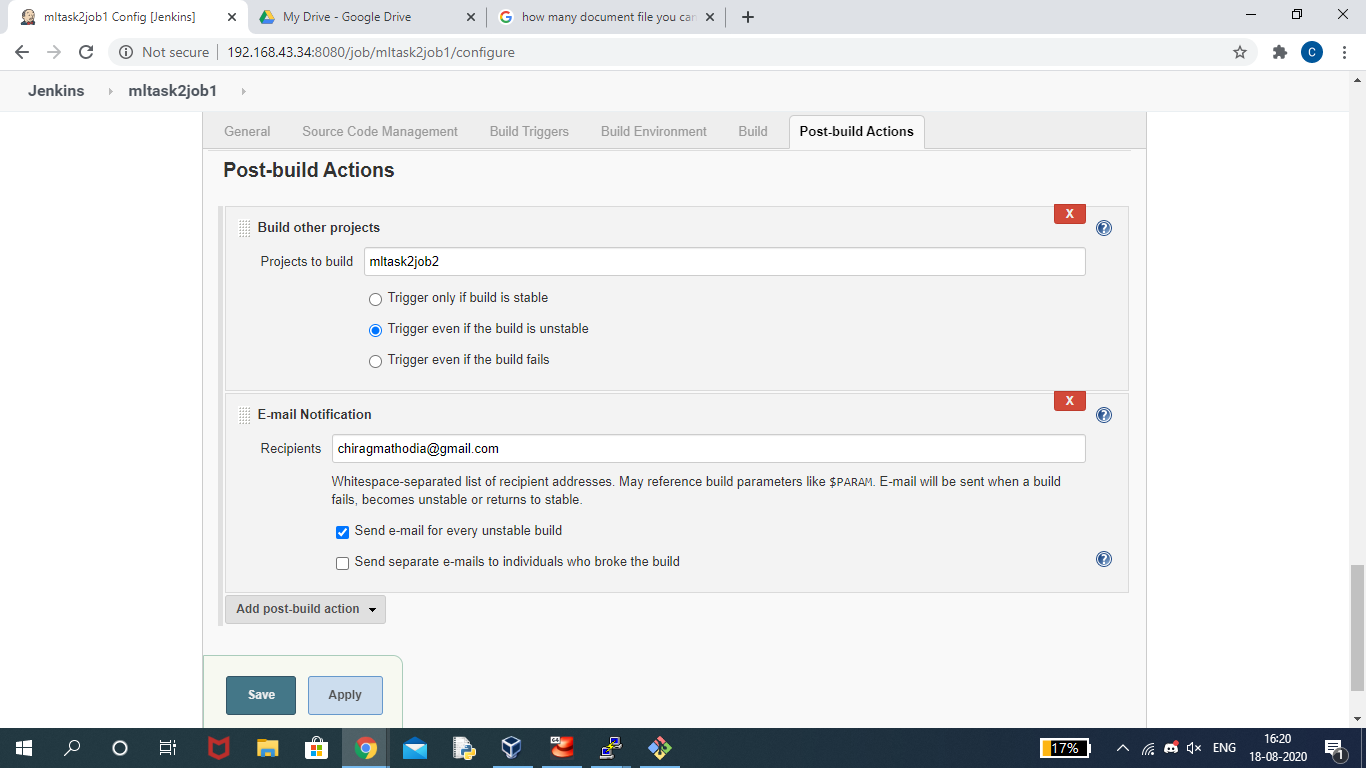 mltask2job1 Config [Jenkins]
My Drive - Google Drive
how many document file you can
Not secure
192.168.43.34:8080/job/mltask2job1/configure
C
Jenkins
mltask2job1
General
Source Code Management
Build Triggers
Build Environment
Build
Post-build Actions
Post-build Actions
X
Build other projects
?
Projects to build
mltask2job2
Trigger only if build is stable
Trigger even if the build is unstable
Trigger even if the build fails
X
E-mail Notification
?
Recipients
chiragmathodia@gmail.com
Whitespace-separated list of recipient addresses. May reference build parameters like $PARAM. E-mail will be sent when a build
fails, becomes unstable or returns to stable.
Send e-mail for every unstable build
Send separate e-mails to individuals who broke the build
?
Add post-build action
Save
Apply
64
17%
ENG
16:20
18-08-2020
1